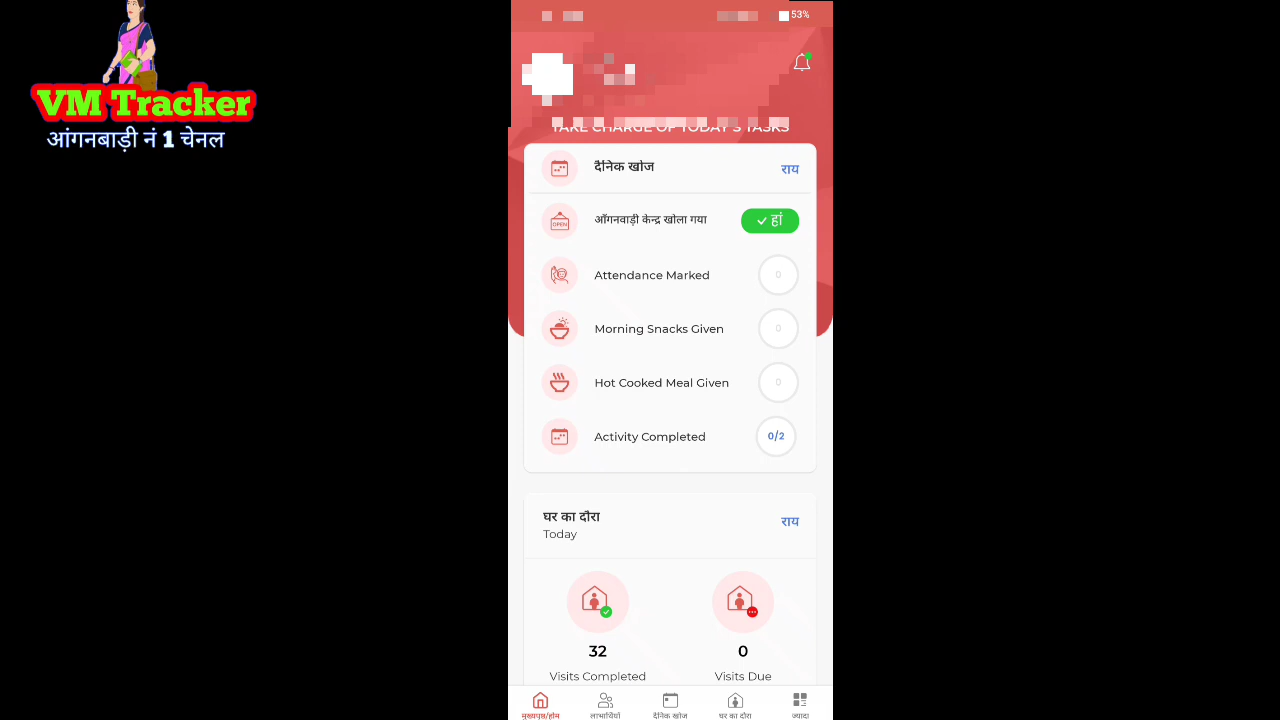 53%
VM Tracker
आंगनबाड़ी नं 1 चेनल
TAKE CHARGE OF TODAY'S TASKS
दैनिक खोज
राय
OPEN
ऑगनवाड़ी केन्द्र खोला गया
हां
Attendance Marked
0
Morning Snacks Given
0
Hot Cooked Meal Given
0
Activity Completed
0/2
घर का दौरा
राय
Today
32
0
Visits Completed
Visits Due
मुख्यपृष्ठ/होम
लाभार्थियों
दैनिक खोज
घर का दौरा
ज्यादा